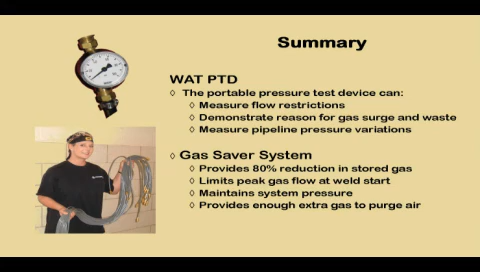 Summary
WAT PTD
◊ The portable pressure test device can:
◊ Measure flow restrictions
◊ Demonstrate reason for gas surge and waste
◊ Measure pipeline pressure variations
◊ Gas Saver System
◊ Provides 80% reduction in stored gas
◊ Limits peak gas flow at weld start
◊ Maintains system pressure
◊ Provides enough extra gas to purge air